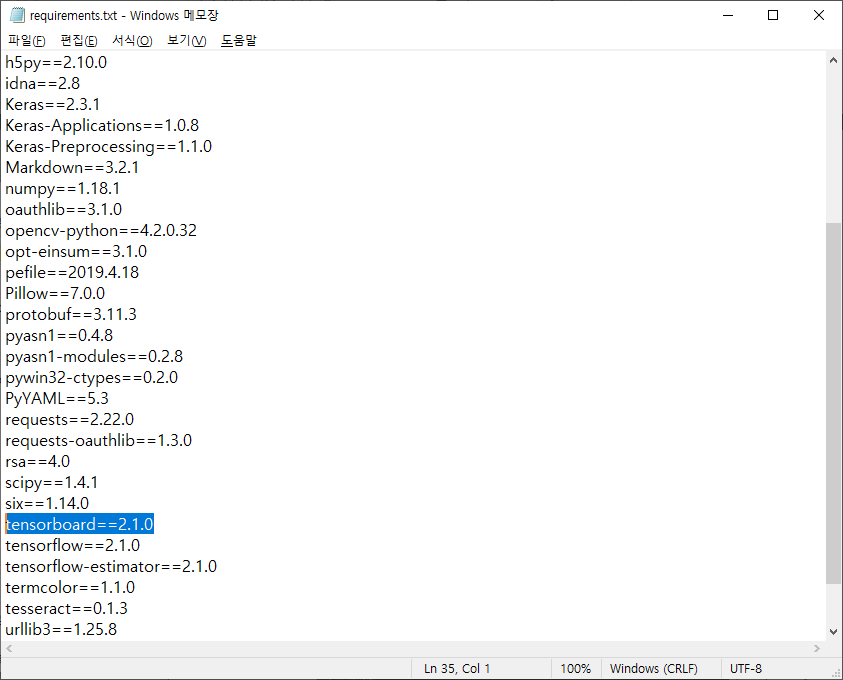 requirements.txt - Windows 메모장
파일(F) 편집(E) 서식(O) 보기(V) 도움말
h5py==2.10.0
idna==2.8
Keras==2.3.1
Keras-Applications==1.0.8
Keras-Preprocessing==1.1.0
Markdown==3.2.1
numpy==1.18.1
oauthlib==3.1.0
opencv-python==4.2.0.32
opt-einsum==3.1.0
pefile==2019.4.18
Pillow==7.0.0
protobuf==3.11.3
pyasn1==0.4.8
pyasn1-modules==0.2.8
pywin32-ctypes==0.2.0
PyYAML==5.3
requests==2.22.0
requests-oauthlib==1.3.0
rsa==4.0
scipy==1.4.1
six==1.14.0
tensorboard==2.1.0
tensorflow==2.1.0
tensorflow-estimator==2.1.0
termcolor==1.1.0
tesseract==0.1.3
urllib3==1.25.8
Ln 35, Col 1 100% Windows (CRLF) UTF-8